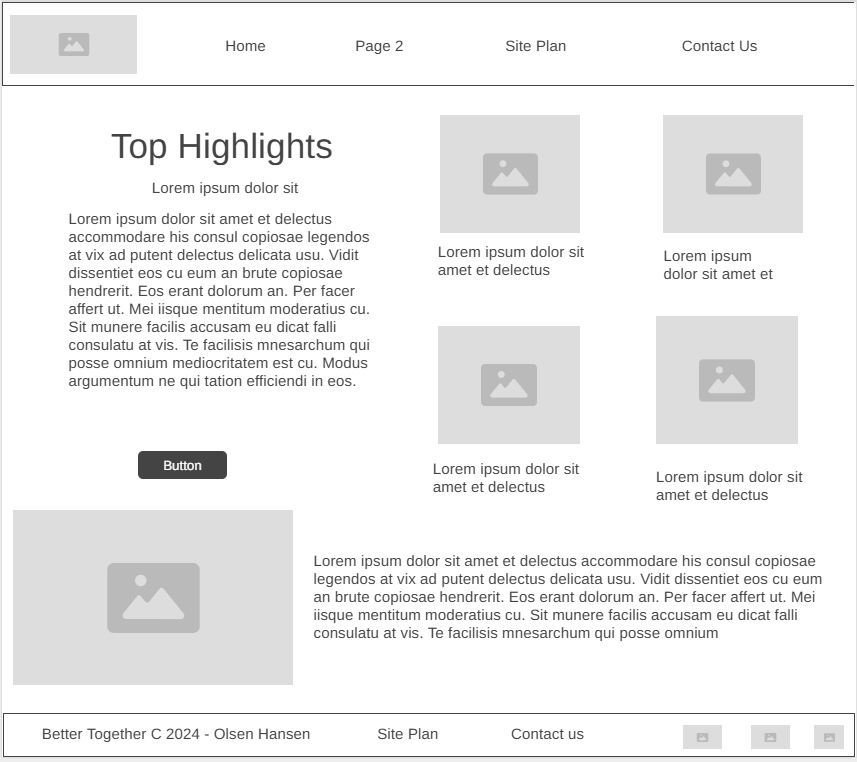 Home
Page 2
Site Plan
Contact Us
Top Highlights
Lorem ipsum dolor sit
Lorem ipsum dolor sit amet et delectus
accommodare his consul copiosae legendos
at vix ad putent delectus delicata usu. Vidit
dissentiet eos cu eum an brute copiosae
hendrerit. Eos erant dolorum an. Per facer
affert ut. Mei iisque mentitum moderatius cu.
Sit munere facilis accusam eu dicat falli
consulatu at vis. Te facilisis mnesarchum qui
posse omnium mediocritatem est cu. Modus
argumentum ne qui tation efficiendi in eos.
Button
Lorem ipsum dolor sit
amet et delectus
Lorem ipsum
dolor sit amet et
Lorem ipsum dolor sit
amet et delectus
Lorem ipsum dolor sit
amet et delectus
Lorem ipsum dolor sit amet et delectus accommodare his consul copiosae
legendos at vix ad putent delectus delicata usu. Vidit dissentiet eos cu eum
an brute copiosae hendrerit. Eos erant dolorum an. Per facer affert ut. Mei
iisque mentitum moderatius cu. Sit munere facilis accusam eu dicat falli
consulatu at vis. Te facilisis mnesarchum qui posse omnium
Better Together C 2024 - Olsen Hansen
Site Plan
Contact us